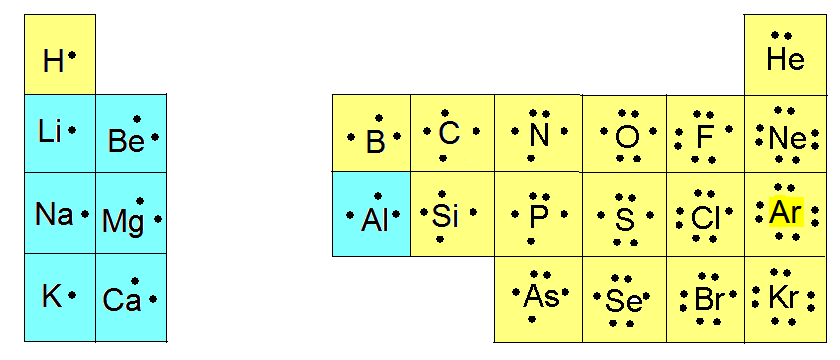 H He
Li Be B C N O F Ne
Na Mg Al Si P S Cl Ar
K Ca As Se Br Kr